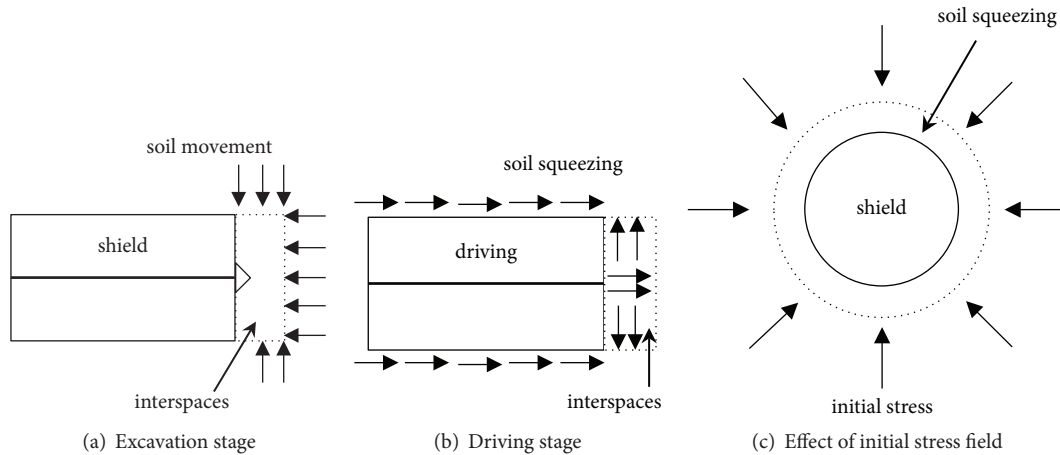 soil movement
shield
interspaces
(a) Excavation stage
soil squeezing
driving
interspaces
(b) Driving stage
soil squeezing
shield
initial stress
(c) Effect of initial stress field